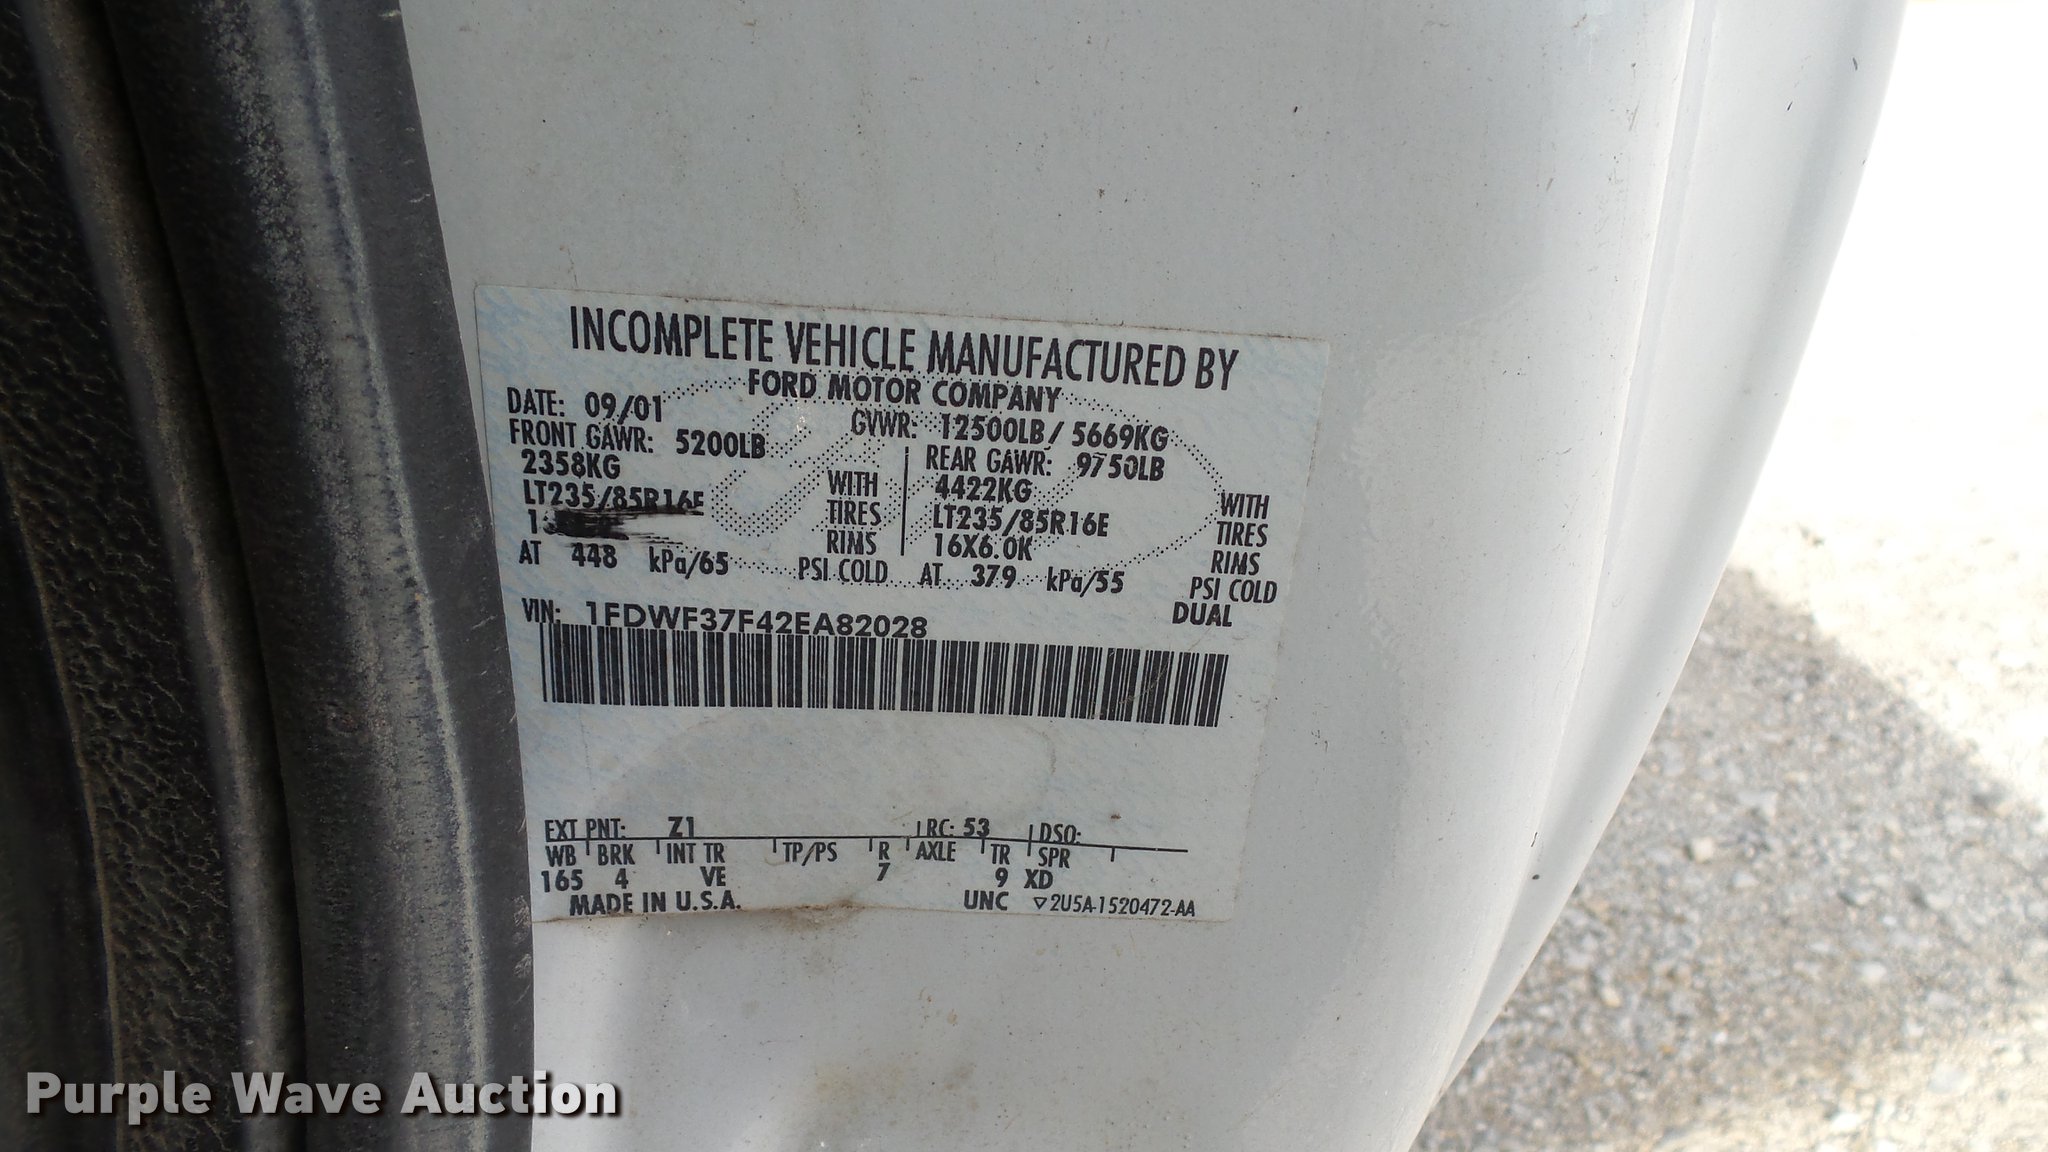 INCOMPLETE VEHICLE MANUFACTURED BY
FORD MOTOR COMPANY
DATE: 09/01 GVWR: 12500LB / 5669KG
FRONT GAWR: 5200LB REAR GAWR: 9750LB
2358KG WITH 4422KG WITH
LT235/85R16E TIRES LT235/85R16E TIRES
RIMS 16X6.0K RIMS
AT 448 kPa/65 PSI COLD AT 379 kPa/55 PSI COLD
DUAL
VIN: 1FDWF37F42EA82028
EXT PNT: Z1 RC: 53 DSO:
WB BRK INT TR TP/PS R AXLE TR SPR
165 4 VE 7 9 XD
MADE IN U.S.A. UNC ▽2U5A-1520472-AA
Purple Wave Auction